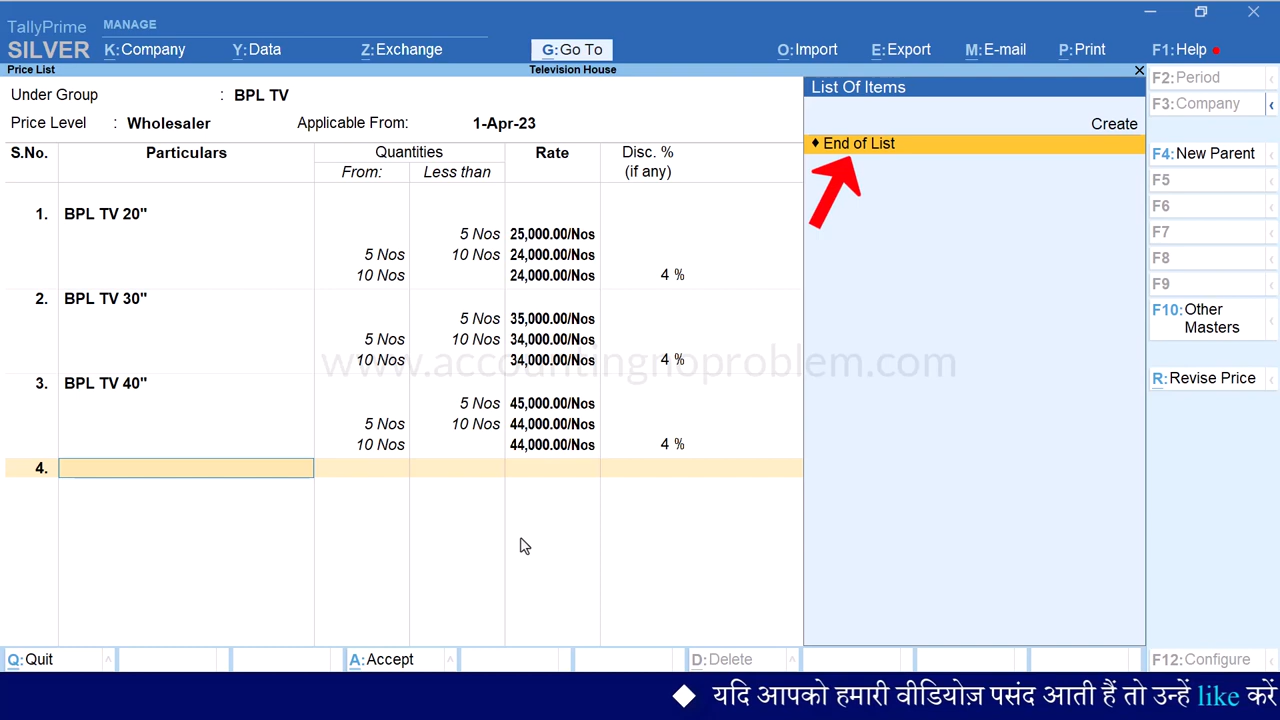 TallyPrime MANAGE
SILVER K:Company Y:Data Z:Exchange G:Go To O:Import E:Export M:E-mail P:Print F1:Help
Price List Television House
Under Group : BPL TV
Price Level : Wholesaler Applicable From: 1-Apr-23
S.No. Particulars Quantities Rate Disc. %
From: Less than (if any)
1. BPL TV 20"
5 Nos 25,000.00/Nos
5 Nos 10 Nos 24,000.00/Nos
10 Nos 24,000.00/Nos 4 %
2. BPL TV 30"
5 Nos 35,000.00/Nos
5 Nos 10 Nos 34,000.00/Nos
10 Nos 34,000.00/Nos 4 %
www.accountingnoproblem.com
3. BPL TV 40"
5 Nos 45,000.00/Nos
5 Nos 10 Nos 44,000.00/Nos
10 Nos 44,000.00/Nos 4 %
4.
List Of Items
Create
♦ End of List
F2:Period
F3:Company
F4:New Parent
F5
F6
F7
F8
F9
F10:Other
Masters
R:Revise Price
Q:Quit A:Accept D:Delete F12:Configure
यदि आपको हमारी वीडियोज़ पसंद आती हैं तो उन्हें like करें